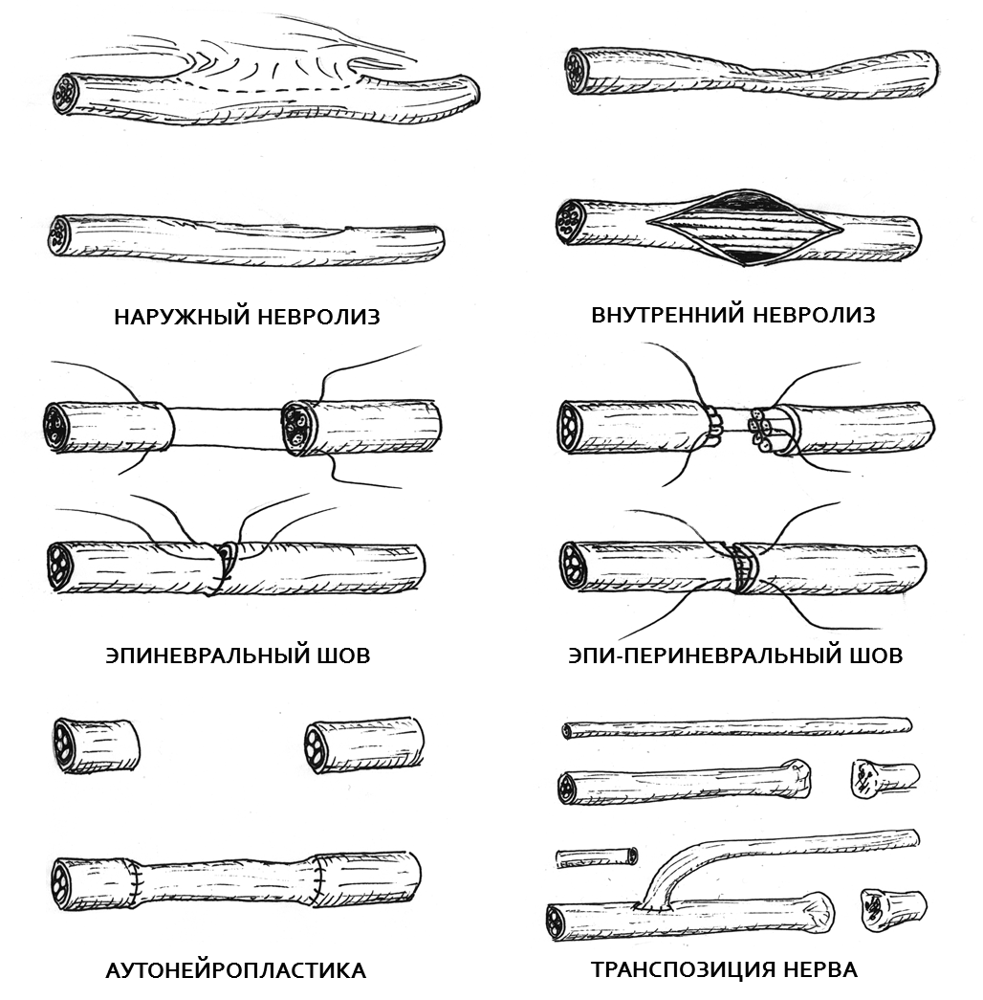 НАРУЖНЫЙ НЕВРОЛИЗ
ВНУТРЕННИЙ НЕВРОЛИЗ
ЭПИНЕВРАЛЬНЫЙ ШОВ
ЭПИ-ПЕРИНЕВРАЛЬНЫЙ ШОВ
АУТОНЕЙРОПЛАСТИКА
ТРАНСПОЗИЦИЯ НЕРВА